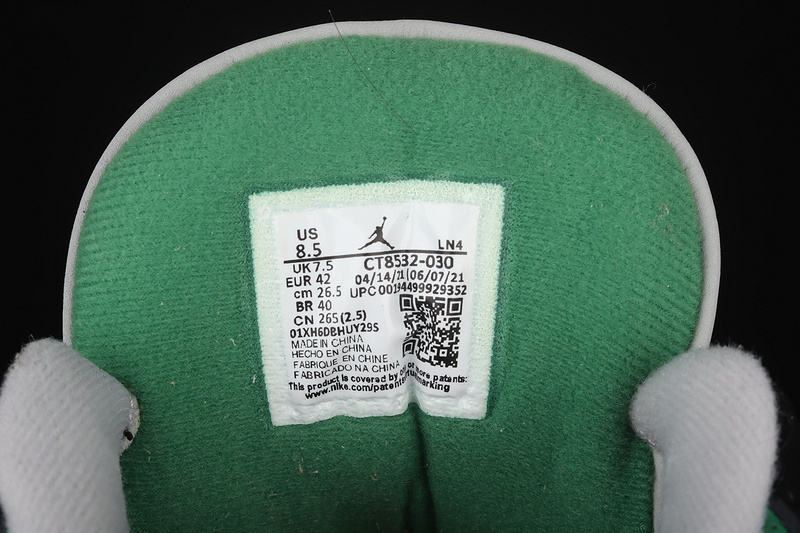 US
8.5
LN4
UK 7.5 CT8532-030
EUR 42 04/14/21 06/07/21
cm 26.5 UPC 00194499929352
BR 40
CN 265(2.5)
01XH6DBHUY29S
MADE IN CHINA
HECHO EN CHINA
FABRIQUE EN CHINE
FABRICADO NA CHINA
This product is covered by one or more patents:
www.nike.com/patents